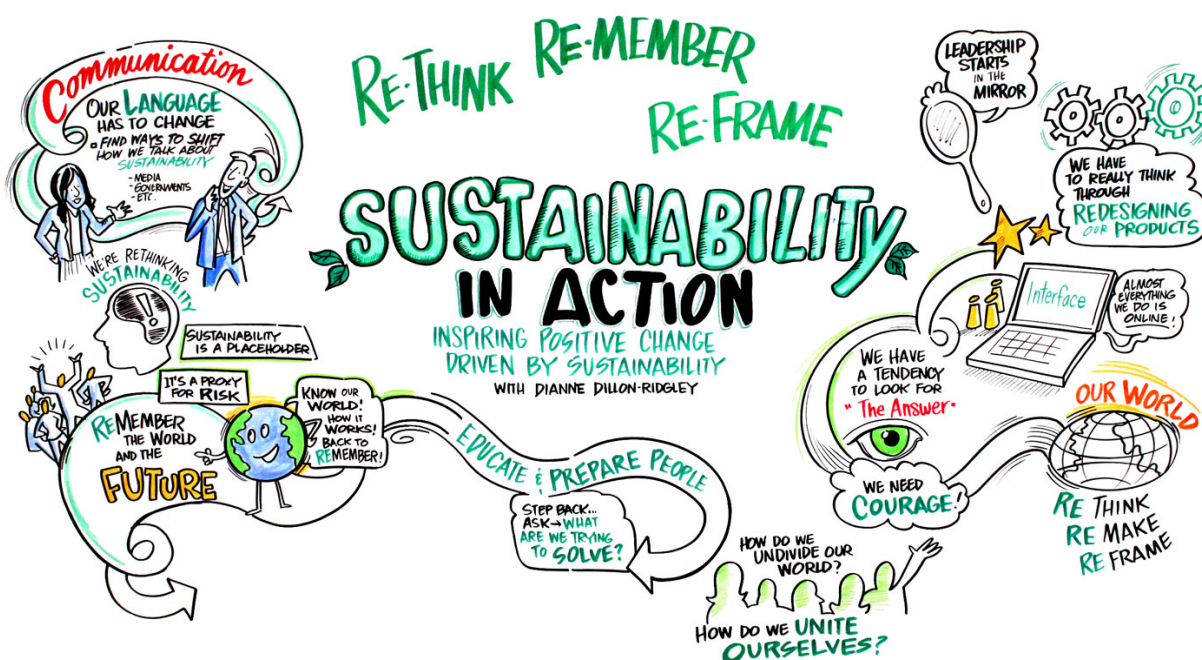 RE-THINK
RE-MEMBER
RE-FRAME
SUSTAINABILITY
IN ACTION
INSPIRING POSITIVE CHANGE
DRIVEN BY SUSTAINABILITY
WITH DIANNE DILLON-RIDGLEY
Communication
OUR LANGUAGE
HAS TO CHANGE
- FIND WAYS TO SHIFT
HOW WE TALK ABOUT
SUSTAINABILITY
- MEDIA
- GOVERNMENTS
- ETC.
WE'RE RETHINKING
SUSTAINABILITY
!
SUSTAINABILITY
IS A PLACEHOLDER
IT'S A PROXY
FOR RISK
REMEMBER
THE WORLD
AND THE
FUTURE
KNOW OUR
WORLD!
HOW IT
WORKS!
BACK TO
REMEMBER!
EDUCATE & PREPARE PEOPLE
STEP BACK...
ASK→WHAT
ARE WE TRYING
TO SOLVE?
HOW DO WE
UNDIVIDE OUR
WORLD?
HOW DO WE UNITE
OURSELVES?
LEADERSHIP
STARTS
IN THE
MIRROR
WE HAVE
TO REALLY THINK
THROUGH
REDESIGNING
OUR PRODUCTS
Interface
ALMOST
EVERYTHING
WE DO IS
ONLINE!
WE HAVE
A TENDENCY
TO LOOK FOR
"The Answer"
WE NEED
COURAGE!
OUR WORLD
RE THINK
RE MAKE
RE FRAME